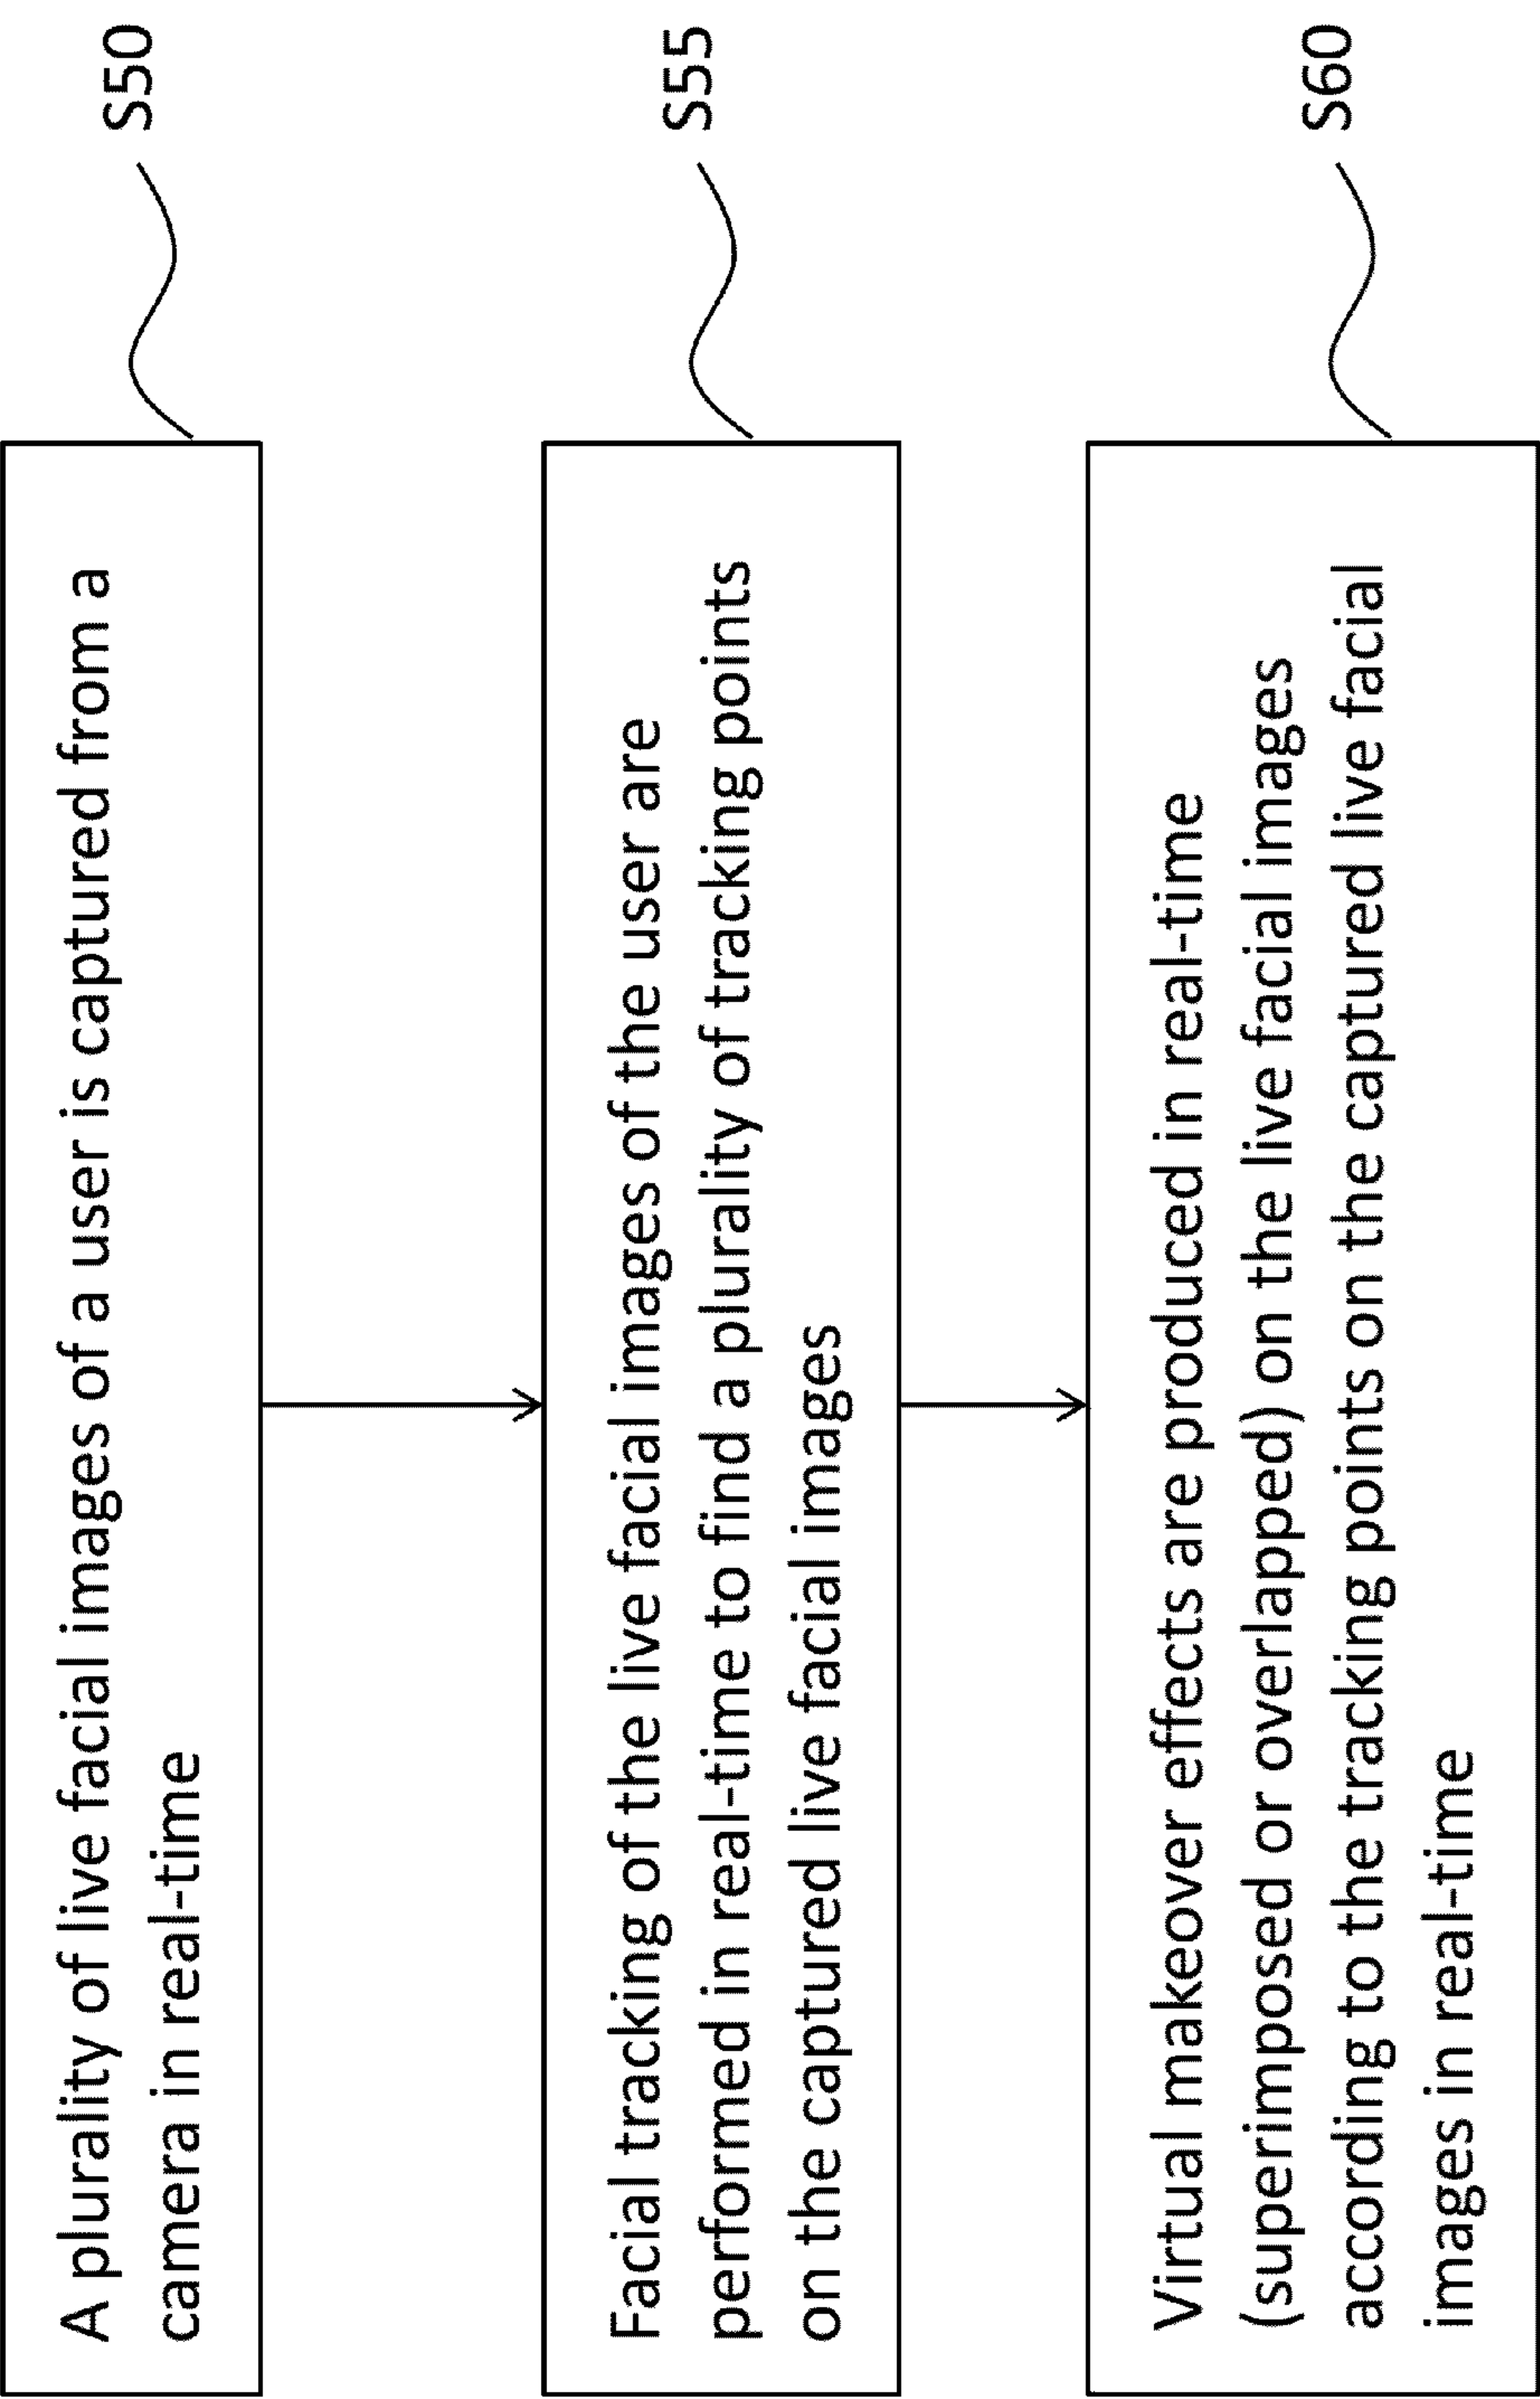 A plurality of live facial images of a user is captured from a
camera in real-time
S50
Facial tracking of the live facial images of the user are
performed in real-time to find a plurality of tracking points
on the captured live facial images
S55
Virtual makeover effects are produced in real-time
(superimposed or overlapped) on the live facial images
according to the tracking points on the captured live facial
images in real-time
S60